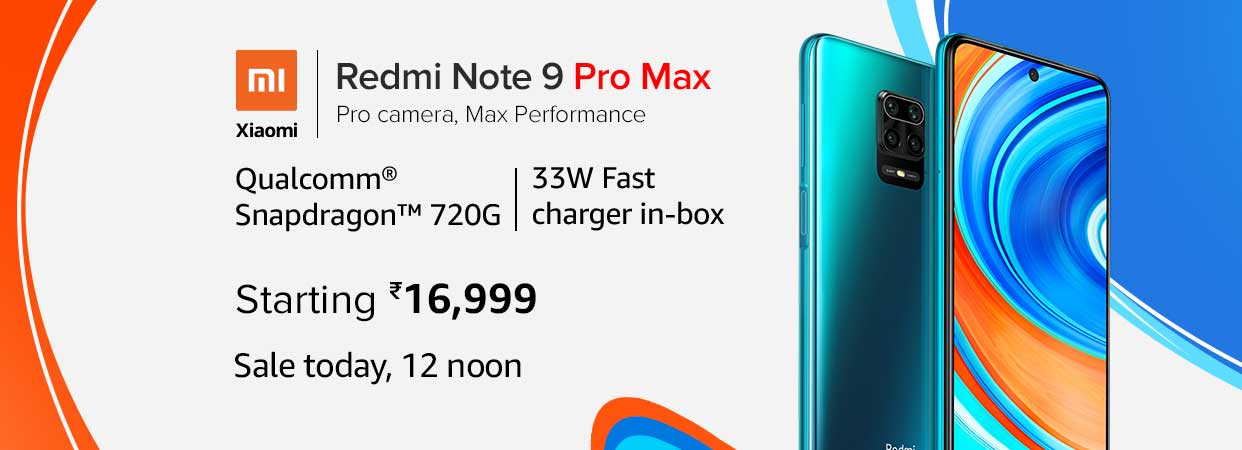 mi
Xiaomi
Redmi Note 9 Pro Max
Pro camera, Max Performance
Qualcomm®
Snapdragon™ 720G
33W Fast
charger in-box
Starting ₹16,999
Sale today, 12 noon
Redmi